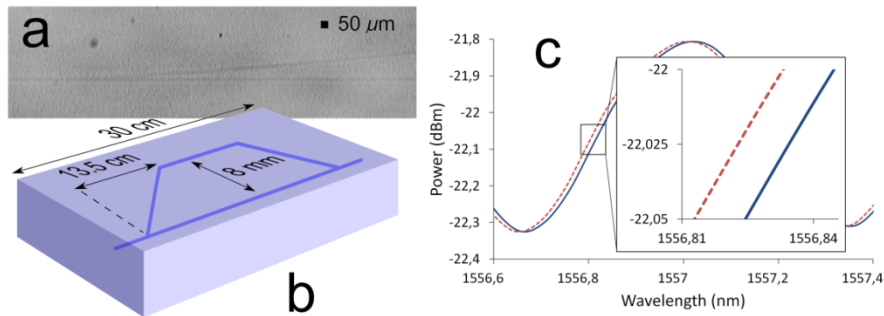 a
50 μm
30 cm
13.5 cm
8 mm
b
c
-21,8
-21,9
-22
-22,1
-22,2
-22,3
-22,4
Power (dBm)
1556,6
1556,8
1557
1557,2
1557,4
Wavelength (nm)
-22
-22,025
-22,05
1556,81
1556,84